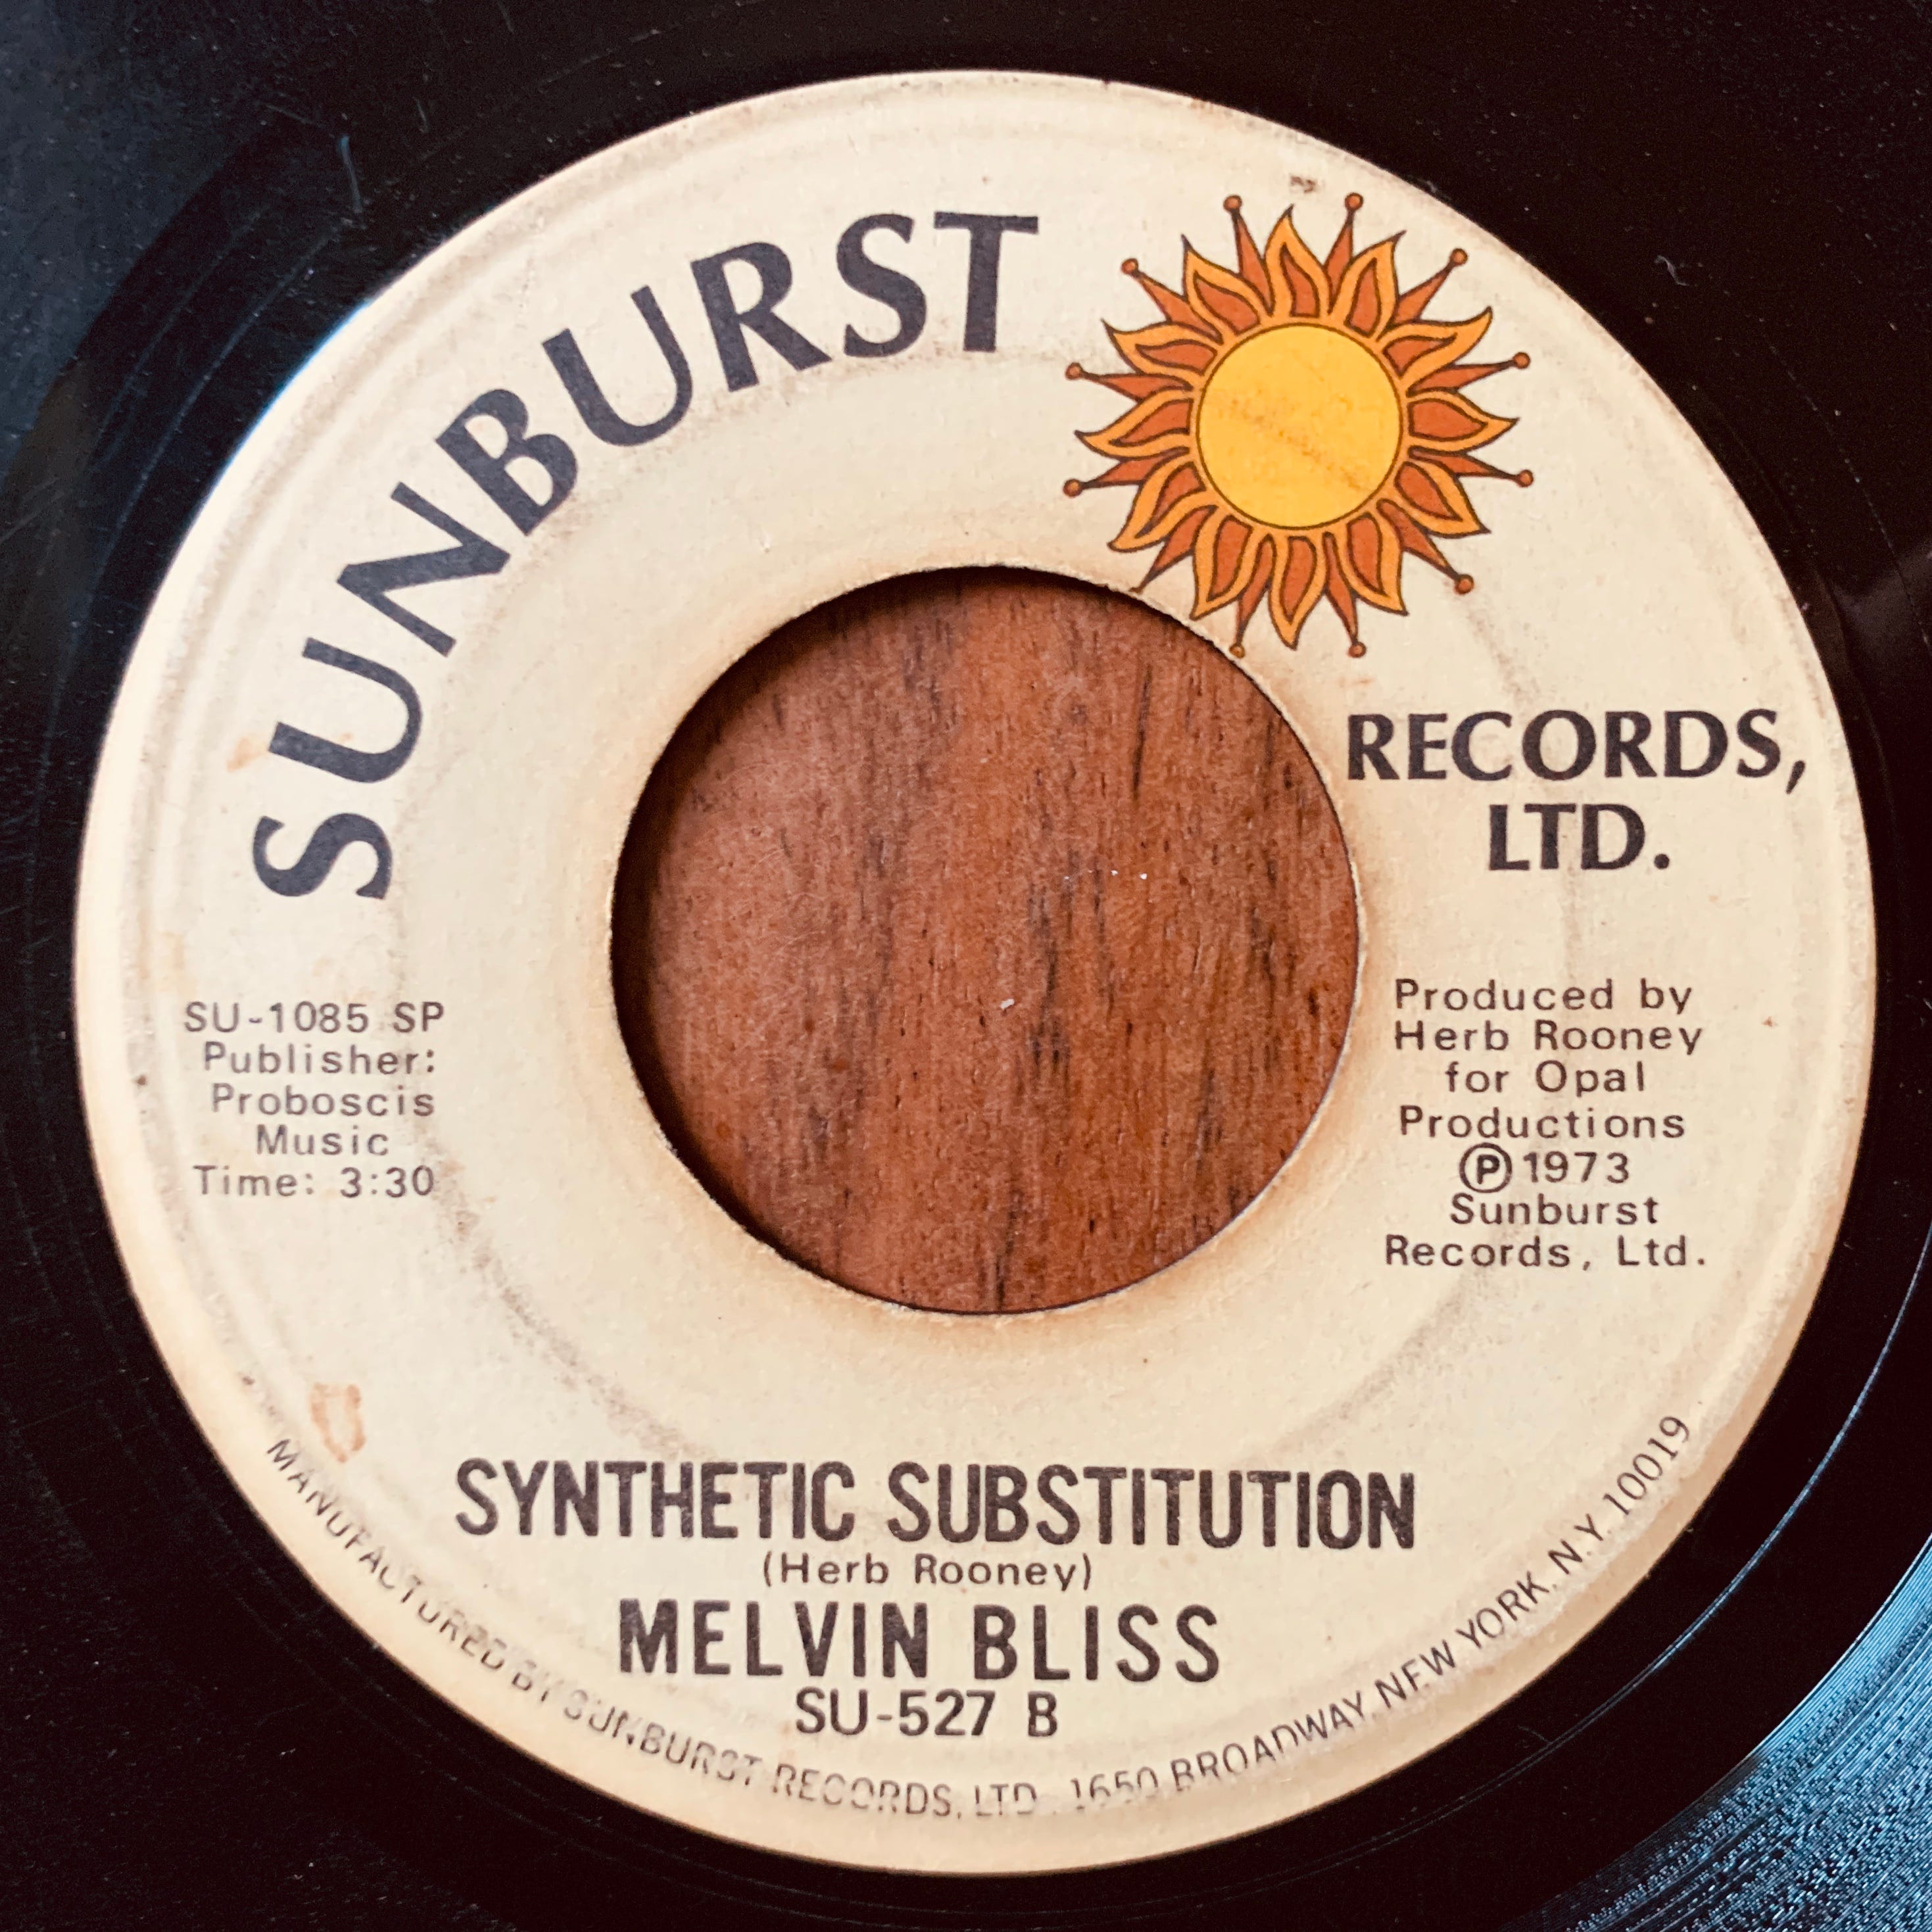 SUNBURST
RECORDS,
LTD.
SU-1085 SP
Publisher:
Proboscis
Music
Time: 3:30
Produced by
Herb Rooney
for Opal
Productions
Ⓟ1973
Sunburst
Records, Ltd.
SYNTHETIC SUBSTITUTION
(Herb Rooney)
MELVIN BLISS
SU-527 B
MANUFACTURED BY SUNBURST RECORDS, LTD. 1650 BROADWAY, NEW YORK, N.Y. 10019